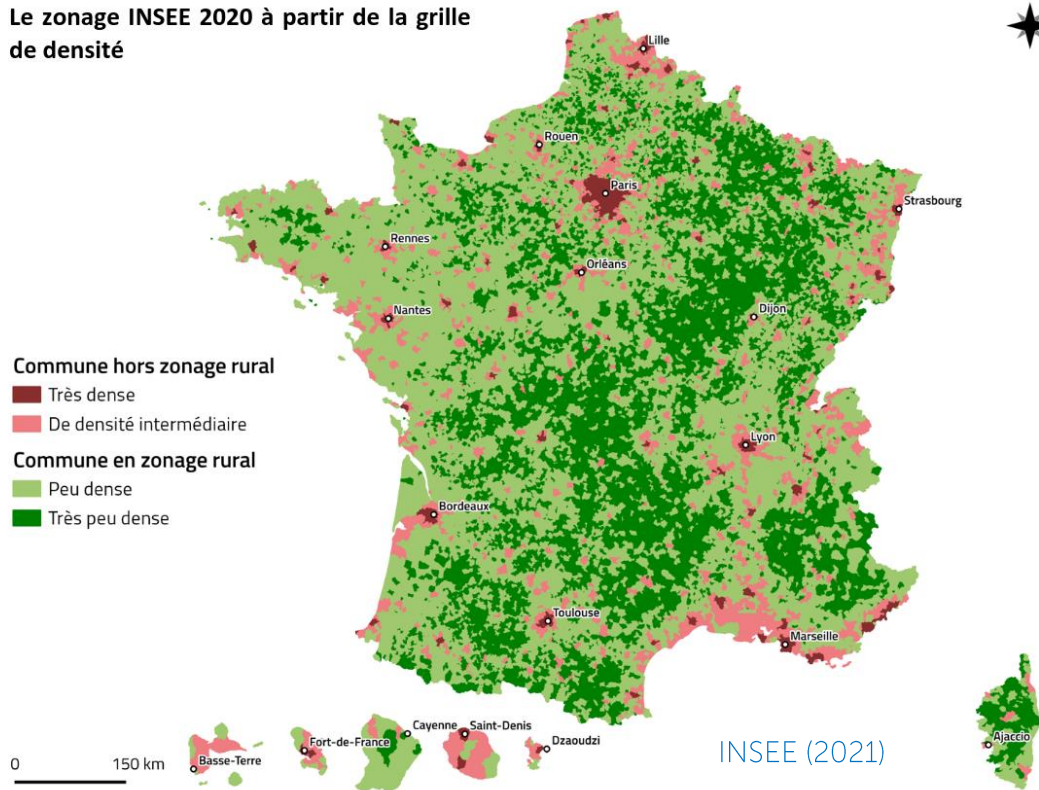 Le zonage INSEE 2020 à partir de la grille
de densité
Lille
Rouen
Paris
Strasbourg
Rennes
Orléans
Nantes
Dijon
Commune hors zonage rural
Très dense
De densité intermédiaire
Commune en zonage rural
Peu dense
Très peu dense
Lyon
Bordeaux
Toulouse
Marseille
Cayenne
Saint-Denis
Fort-de-France
Dzaoudzi
Basse-Terre
Ajaccio
0 150 km
INSEE (2021)